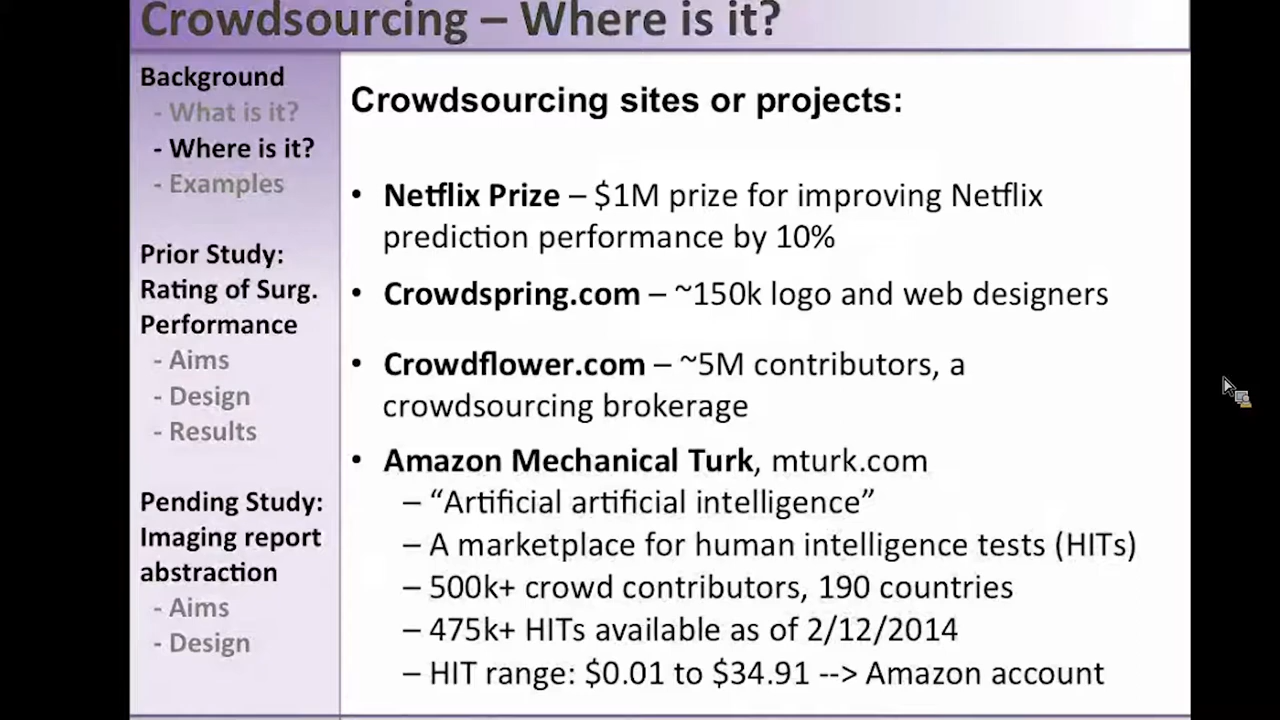 Crowdsourcing – Where is it?
Background
- What is it?
- Where is it?
- Examples
Prior Study:
Rating of Surg.
Performance
- Aims
- Design
- Results
Pending Study:
Imaging report
abstraction
- Aims
- Design
Crowdsourcing sites or projects:
• Netflix Prize – $1M prize for improving Netflix
prediction performance by 10%
• Crowdspring.com – ~150k logo and web designers
• Crowdflower.com – ~5M contributors, a
crowdsourcing brokerage
• Amazon Mechanical Turk, mturk.com
– “Artificial artificial intelligence”
– A marketplace for human intelligence tests (HITs)
– 500k+ crowd contributors, 190 countries
– 475k+ HITs available as of 2/12/2014
– HIT range: $0.01 to $34.91 --> Amazon account